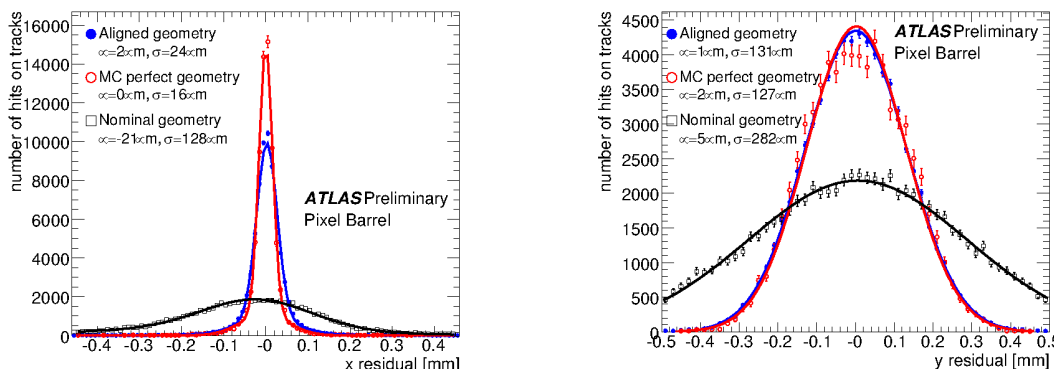 number of hits on tracks
16000
14000
12000
10000
8000
6000
4000
2000
0
Aligned geometry
∝=2∝m, σ=24∝m
MC perfect geometry
∝=0∝m, σ=16∝m
Nominal geometry
∝=-21∝m, σ=128∝m
ATLAS Preliminary
Pixel Barrel
-0.4 -0.3 -0.2 -0.1 -0 0.1 0.2 0.3 0.4
x residual [mm]
number of hits on tracks
4500
4000
3500
3000
2500
2000
1500
1000
500
0
Aligned geometry
∝=1∝m, σ=131∝m
MC perfect geometry
∝=2∝m, σ=127∝m
Nominal geometry
∝=5∝m, σ=282∝m
ATLAS Preliminary
Pixel Barrel
-0.5 -0.4 -0.3 -0.2 -0.1 -0 0.1 0.2 0.3 0.4 0.5
y residual [mm]